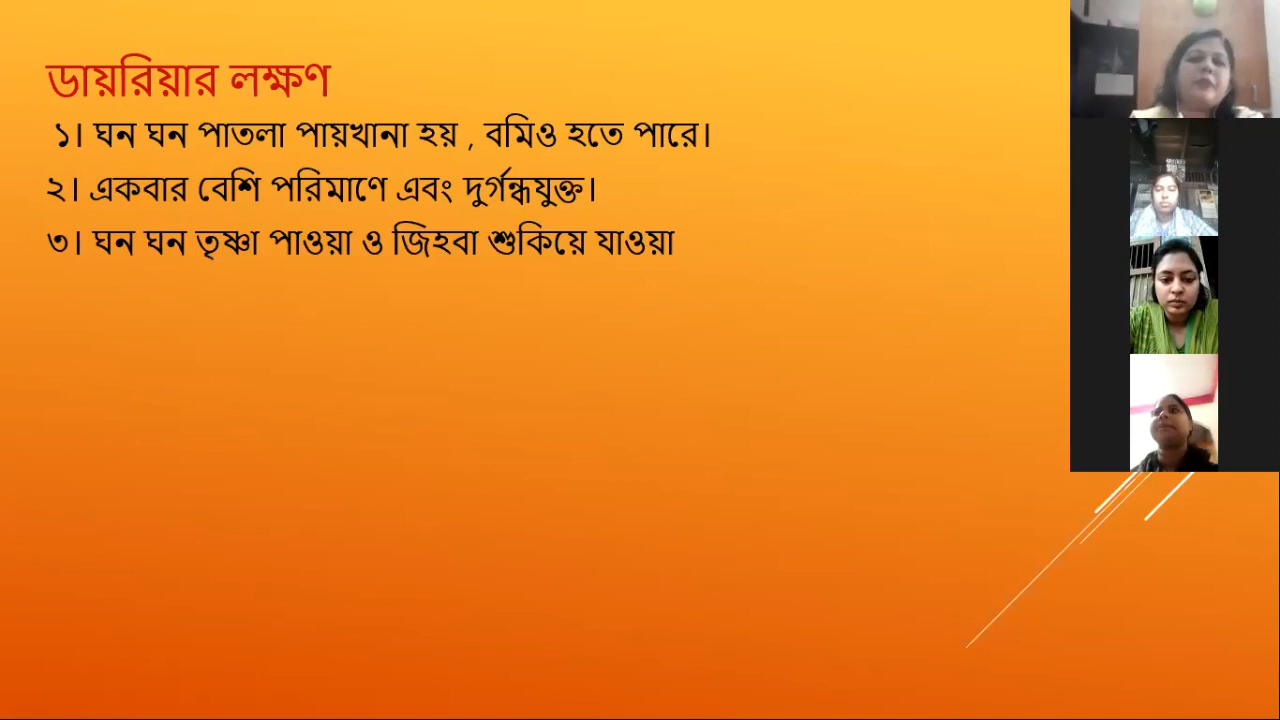 ডায়রিয়ার লক্ষণ
১। ঘন ঘন পাতলা পায়খানা হয় , বমিও হতে পারে।
২। একবার বেশি পরিমাণে এবং দুর্গন্ধযুক্ত।
৩। ঘন ঘন তৃষ্ণা পাওয়া ও জিহবা শুকিয়ে যাওয়া